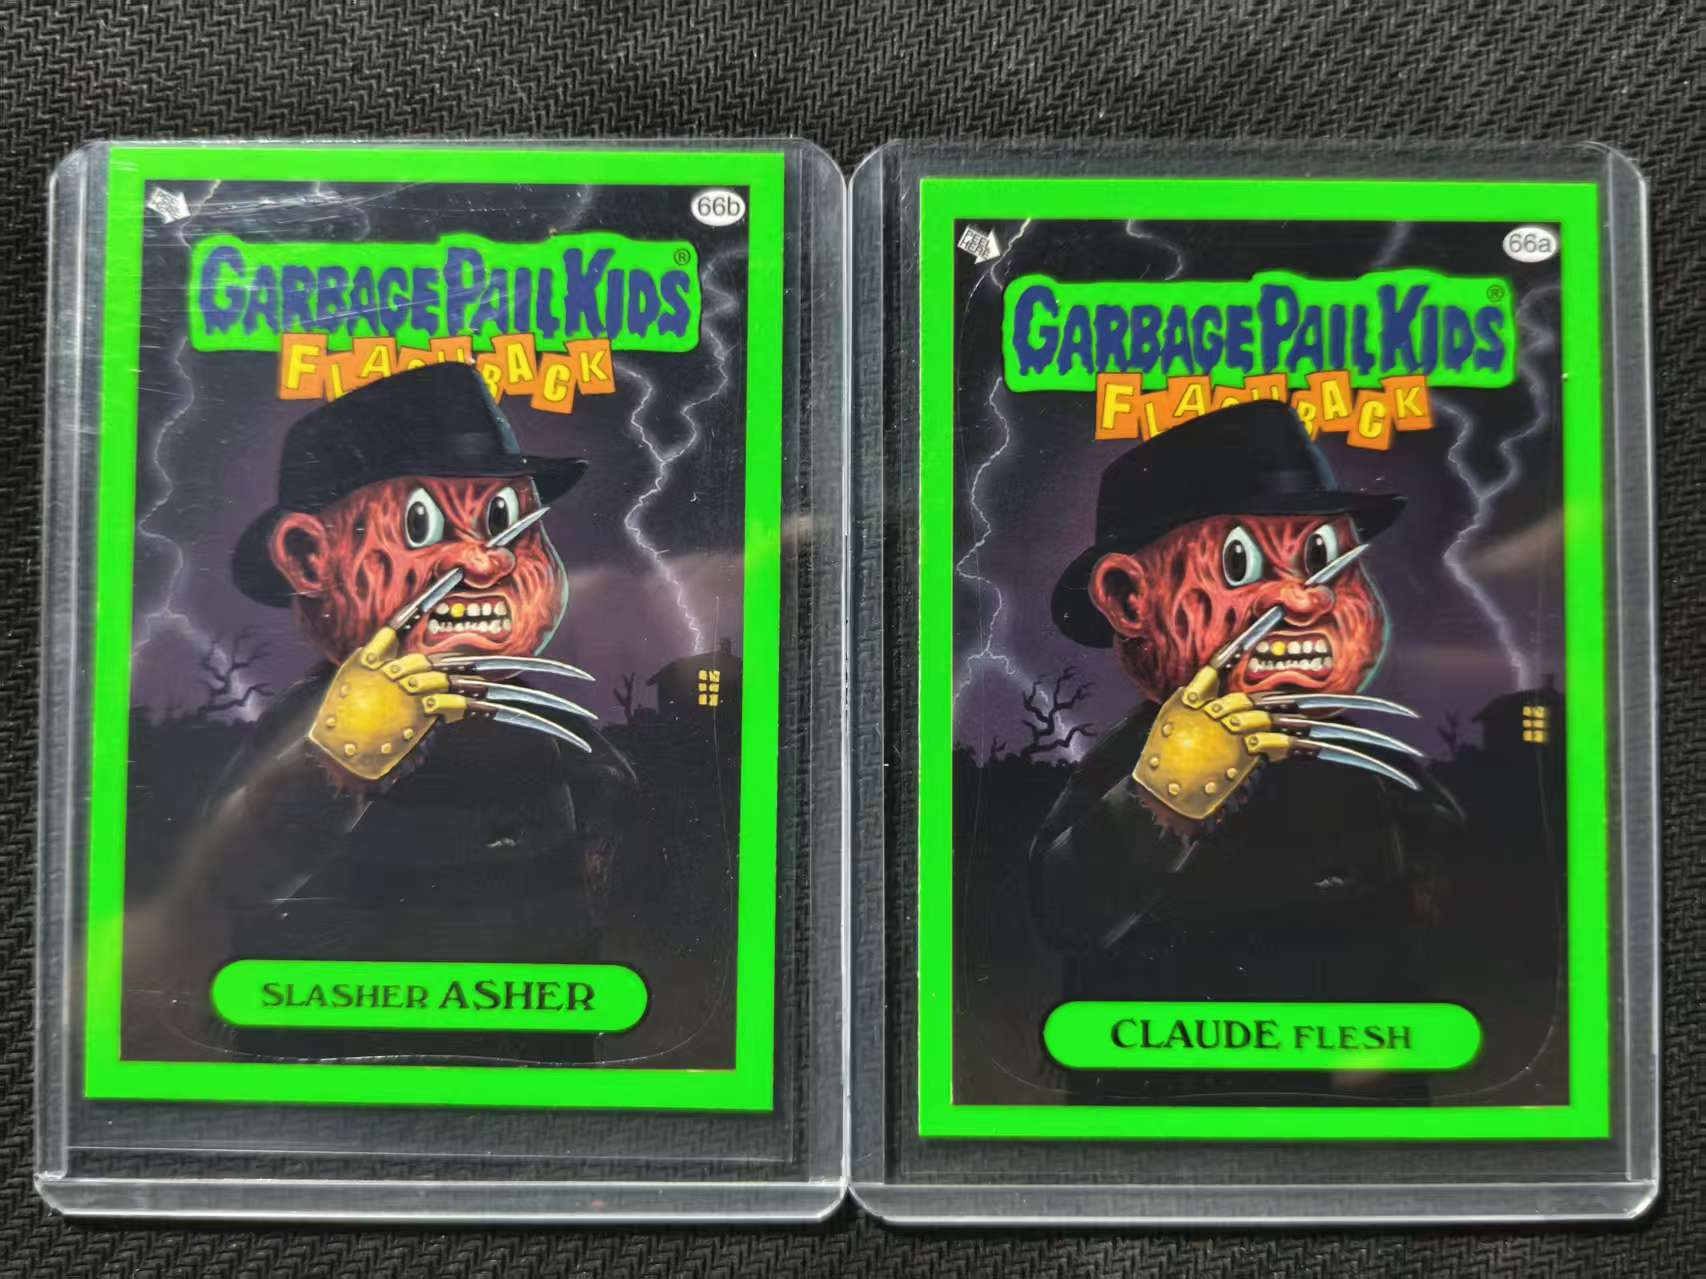 66b
GARBAGE PAIL KIDS®
FLASHBACK
SLASHER ASHER
66a
GARBAGE PAIL KIDS®
FLASHBACK
CLAUDE FLESH